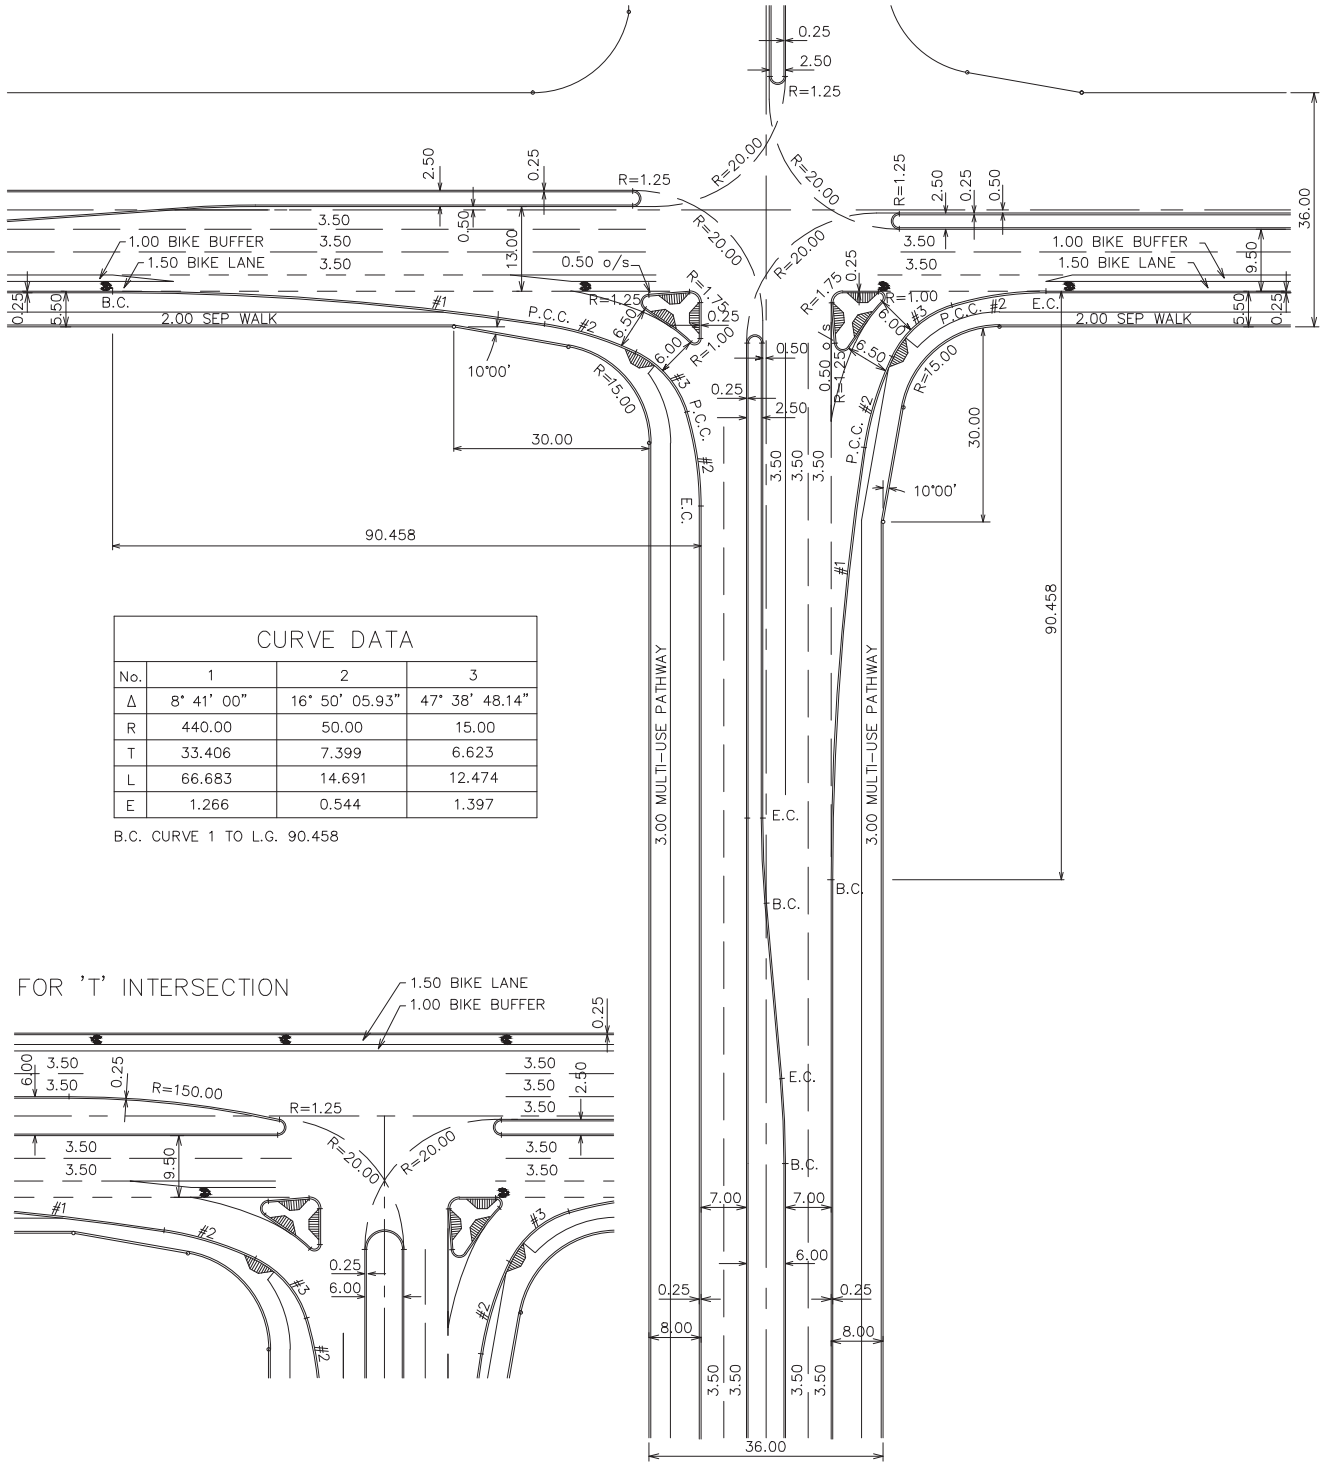 0.25
2.50
R=1.25
R=20.00
R=20.00
2.50
0.25
R=1.25
R=1.25
2.50
0.25
0.50
36.00
3.50
0.50
13.00
R=20.00
R=20.00
1.00 BIKE BUFFER
3.50
3.50
1.00 BIKE BUFFER
1.50 BIKE LANE
3.50
0.50 o/s
0.25
3.50
1.50 BIKE LANE
9.50
0.25
5.50
B.C.
#1
R=1.25
R=1.75
R=1.75
R=1.00
E.C.
5.50
0.25
2.00 SEP WALK
P.C.C.
#2
6.50
0.25
6.00
P.C.C.
#2
#3
2.00 SEP WALK
10°00'
R=15.00
6.00
R=1.00
0.50
0.50 o/s
6.50
R=1.25
R=15.00
#3
0.25
2.50
P.C.C.
#2
P.C.C.
#2
30.00
30.00
3.50
3.50
3.50
10°00'
E.C.
90.458
#1
90.458
CURVE DATA
No. 1 2 3
Δ 8° 41' 00" 16° 50' 05.93" 47° 38' 48.14"
R 440.00 50.00 15.00
T 33.406 7.399 6.623
L 66.683 14.691 12.474
E 1.266 0.544 1.397
B.C. CURVE 1 TO L.G. 90.458
3.00 MULTI-USE PATHWAY
3.00 MULTI-USE PATHWAY
E.C.
B.C.
B.C.
E.C.
B.C.
FOR 'T' INTERSECTION
1.50 BIKE LANE
1.00 BIKE BUFFER
0.25
6.00
3.50
3.50
0.25
R=150.00
R=1.25
3.50
3.50
3.50
2.50
3.50
3.50
9.50
R=20.00
R=20.00
3.50
3.50
#1
#2
#3
#3
#2
#2
0.25
6.00
7.00
7.00
6.00
0.25
0.25
8.00
8.00
3.50
3.50
3.50
3.50
36.00